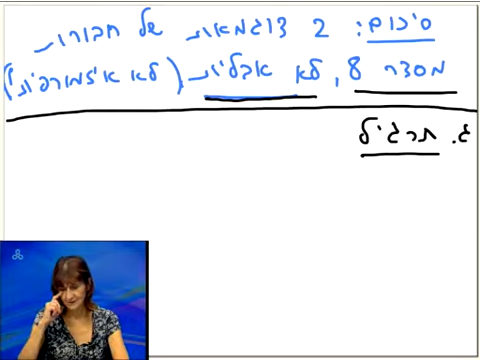 סיכום: 2 דוגמאות של חבורות
מסדר 8, לא אבליות (לא איזומורפיות)
ג. תרגיל